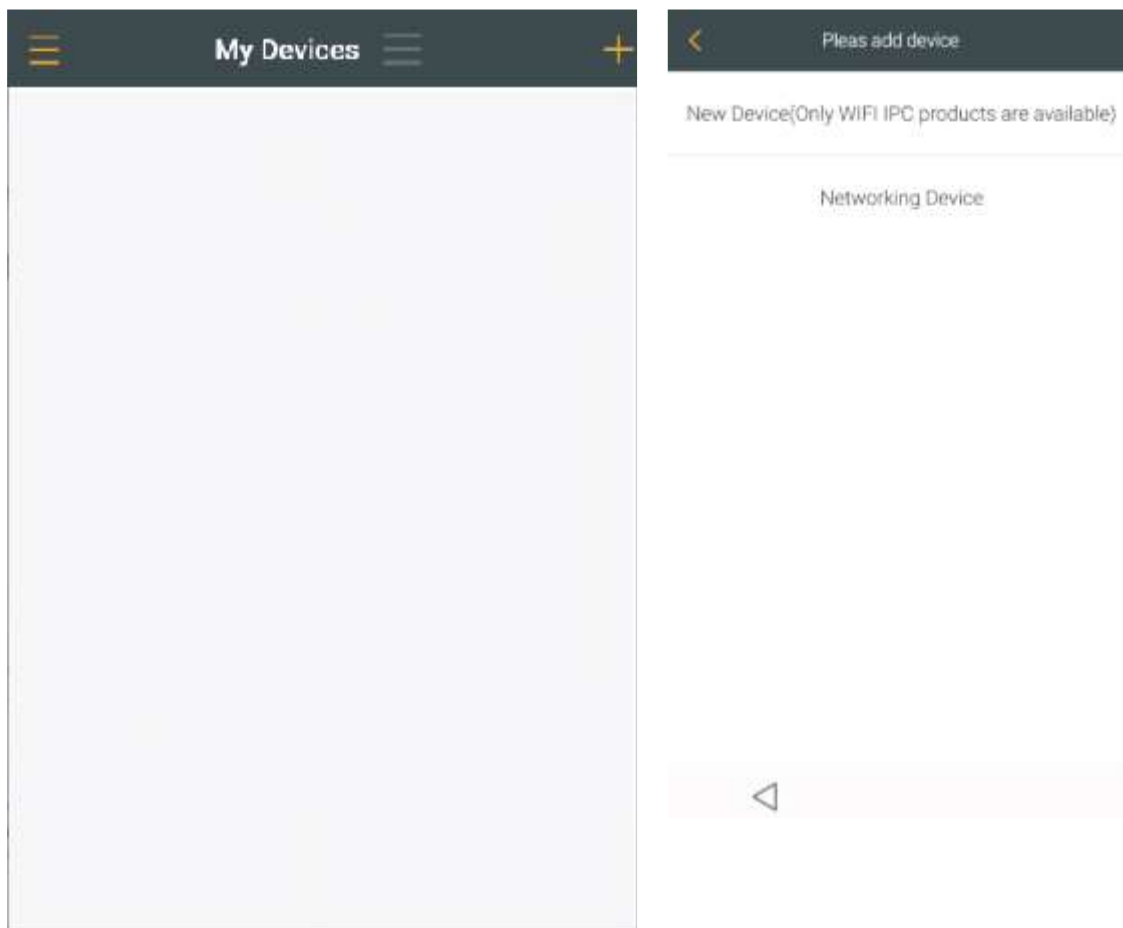 My Devices
Pleas add device
New Device(Only WIFI IPC products are available)
Networking Device